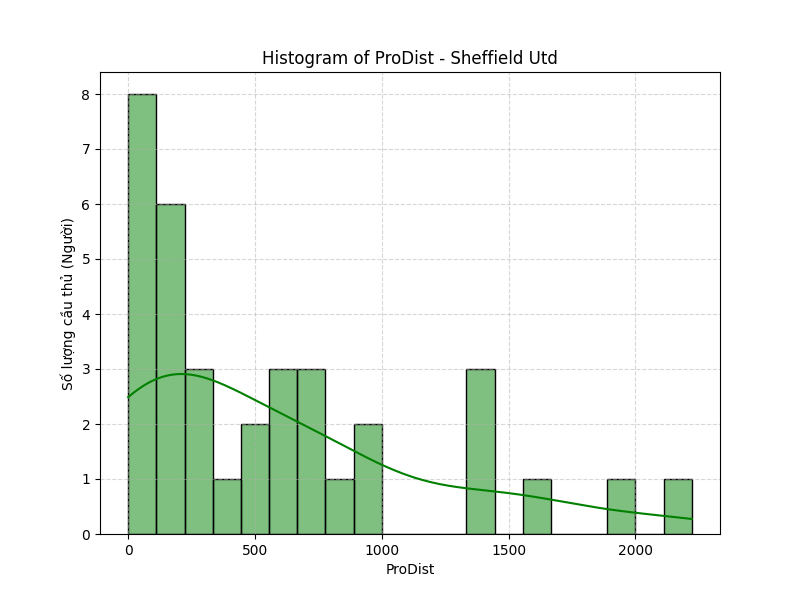 Histogram of ProDist - Sheffield Utd
Số lượng cầu thủ (Người)
8
7
6
5
4
3
2
1
0
0 500 1000 1500 2000
ProDist